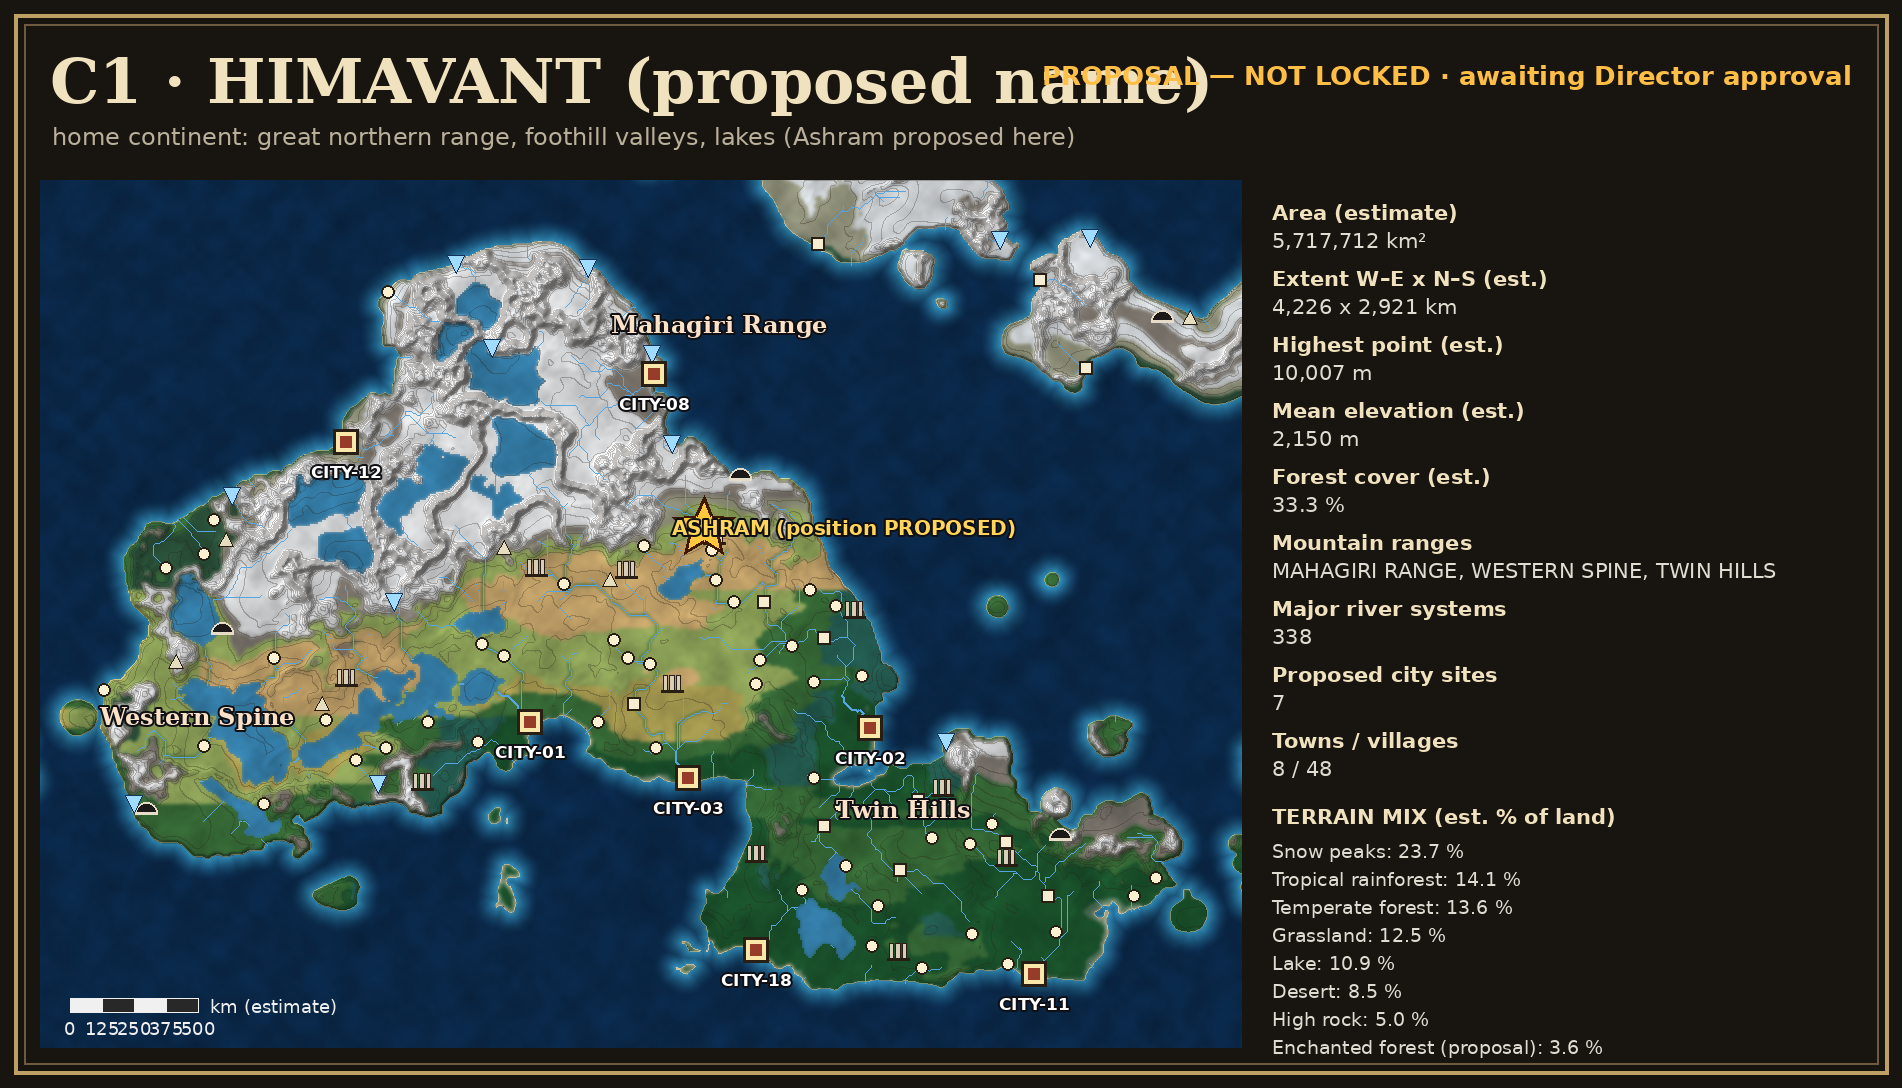 C1 · HIMAVANT (proposed name)
PROPOSAL — NOT LOCKED · awaiting Director approval
home continent: great northern range, foothill valleys, lakes (Ashram proposed here)
Mahagiri Range
CITY-08
CITY-12
ASHRAM (position PROPOSED)
Western Spine
CITY-01
CITY-02
CITY-03
Twin Hills
CITY-18
CITY-11
km (estimate)
0 125 250 375 500
Area (estimate)
5,717,712 km²
Extent W–E x N–S (est.)
4,226 x 2,921 km
Highest point (est.)
10,007 m
Mean elevation (est.)
2,150 m
Forest cover (est.)
33.3 %
Mountain ranges
MAHAGIRI RANGE, WESTERN SPINE, TWIN HILLS
Major river systems
338
Proposed city sites
7
Towns / villages
8 / 48
TERRAIN MIX (est. % of land)
Snow peaks: 23.7 %
Tropical rainforest: 14.1 %
Temperate forest: 13.6 %
Grassland: 12.5 %
Lake: 10.9 %
Desert: 8.5 %
High rock: 5.0 %
Enchanted forest (proposal): 3.6 %